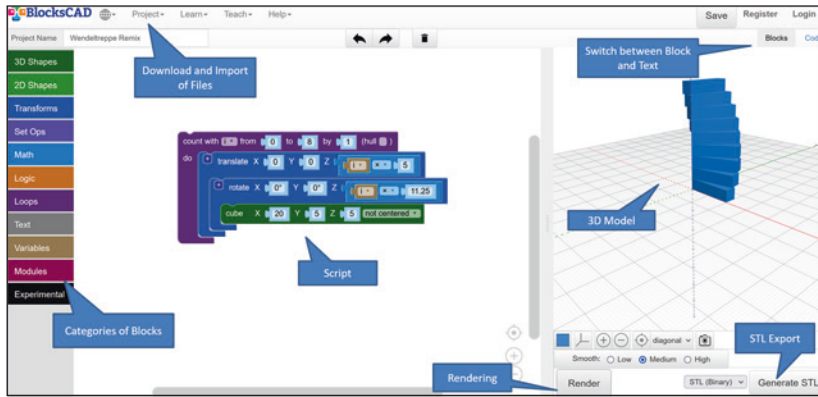 BlocksCAD Project Learn Teach Help Save Register Login
Project Name Wendeltreppe Remix Blocks Cod
Download and Import
of Files
Switch between Block
and Text
3D Shapes
2D Shapes
Transforms
Set Ops
Math
Logic
Loops
Text
Variables
Modules
Experimental
count with i from 0 to 8 by 1 (hull )
do + translate X 0 Y 0 Z i × 5
+ rotate X 0° Y 0° Z i × 11.25
cube X 20 Y 5 Z 5 not centered
Script
Categories of Blocks
3D Model
diagonal
STL Export
Smooth: Low Medium High
Rendering
Render STL (Binary) Generate STL